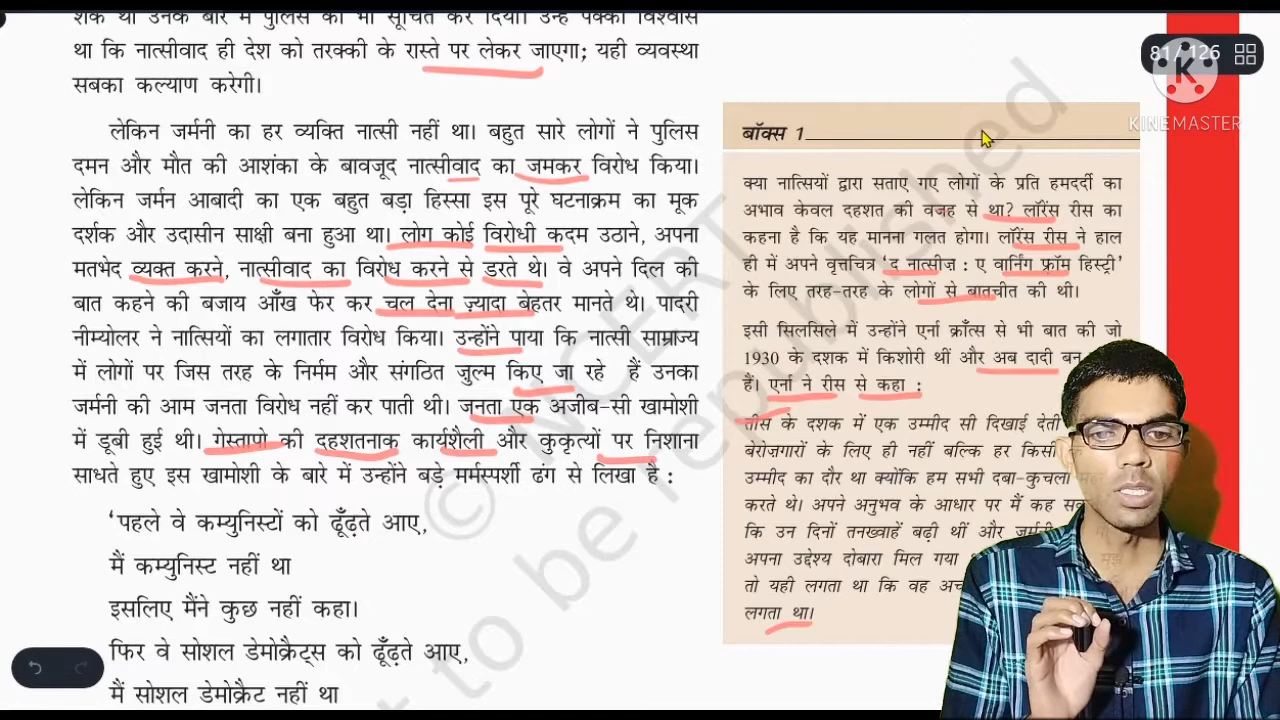 शक था उनके बारे में पुलिस को भी सूचित कर दिया। उन्हें पक्का विश्वास
था कि नात्सीवाद ही देश को तरक्की के रास्ते पर लेकर जाएगा; यही व्यवस्था
सबका कल्याण करेगी।
लेकिन जर्मनी का हर व्यक्ति नात्सी नहीं था। बहुत सारे लोगों ने पुलिस
दमन और मौत की आशंका के बावजूद नात्सीवाद का जमकर विरोध किया।
लेकिन जर्मन आबादी का एक बहुत बड़ा हिस्सा इस पूरे घटनाक्रम का मूक
दर्शक और उदासीन साक्षी बना हुआ था। लोग कोई विरोधी कदम उठाने, अपना
मतभेद व्यक्त करने, नात्सीवाद का विरोध करने से डरते थे। वे अपने दिल की
बात कहने की बजाय आँख फेर कर चल देना ज़्यादा बेहतर मानते थे। पादरी
नीम्योलर ने नात्सियों का लगातार विरोध किया। उन्होंने पाया कि नात्सी साम्राज्य
में लोगों पर जिस तरह के निर्मम और संगठित ज़ुल्म किए जा रहे हैं उनका
जर्मनी की आम जनता विरोध नहीं कर पाती थी। जनता एक अजीब-सी खामोशी
में डूबी हुई थी। गेस्तापो की दहशतनाक कार्यशैली और कुकृत्यों पर निशाना
साधते हुए इस खामोशी के बारे में उन्होंने बड़े मर्मस्पर्शी ढंग से लिखा है :
'पहले वे कम्युनिस्टों को ढूँढ़ते आए,
मैं कम्युनिस्ट नहीं था
इसलिए मैंने कुछ नहीं कहा।
फिर वे सोशल डेमोक्रैट्स को ढूँढ़ते आए,
मैं सोशल डेमोक्रैट नहीं था
81/126
KINEMASTER
बॉक्स 1
क्या नात्सियों द्वारा सताए गए लोगों के प्रति हमदर्दी का
अभाव केवल दहशत की वजह से था? लॉरेंस रीस का
कहना है कि यह मानना गलत होगा। लॉरेंस रीस ने हाल
ही में अपने वृत्तचित्र 'द नात्सीज़ : ए वार्निंग फ्रॉम हिस्ट्री'
के लिए तरह-तरह के लोगों से बातचीत की थी।
इसी सिलसिले में उन्होंने एर्ना क्राँत्स से भी बात की जो
1930 के दशक में किशोरी थीं और अब दादी बन
हैं। एर्ना ने रीस से कहा :
तीस के दशक में एक उम्मीद सी दिखाई देती
बेरोज़गारों के लिए ही नहीं बल्कि हर किसी
उम्मीद का दौर था क्योंकि हम सभी दबा-कुचला
करते थे। अपने अनुभव के आधार पर मैं कह
कि उन दिनों तनख्वाहें बढ़ी थीं और
अपना उद्देश्य दोबारा मिल गया
तो यही लगता था कि वह
लगता था।
© NCERT
to be republished